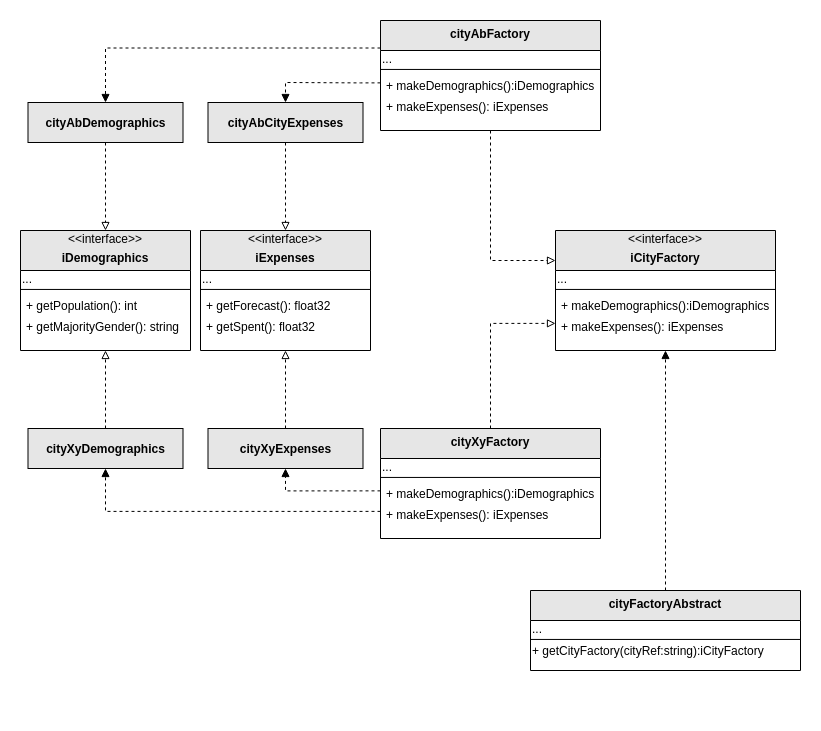 cityAbFactory
...
+ makeDemographics():iDemographics
+ makeExpenses(): iExpenses
cityAbDemographics
cityAbCityExpenses
<<interface>>
iDemographics
...
+ getPopulation(): int
+ getMajorityGender(): string
<<interface>>
iExpenses
...
+ getForecast(): float32
+ getSpent(): float32
<<interface>>
iCityFactory
...
+ makeDemographics():iDemographics
+ makeExpenses(): iExpenses
cityXyDemographics
cityXyExpenses
cityXyFactory
...
+ makeDemographics():iDemographics
+ makeExpenses(): iExpenses
cityFactoryAbstract
...
+ getCityFactory(cityRef:string):iCityFactory